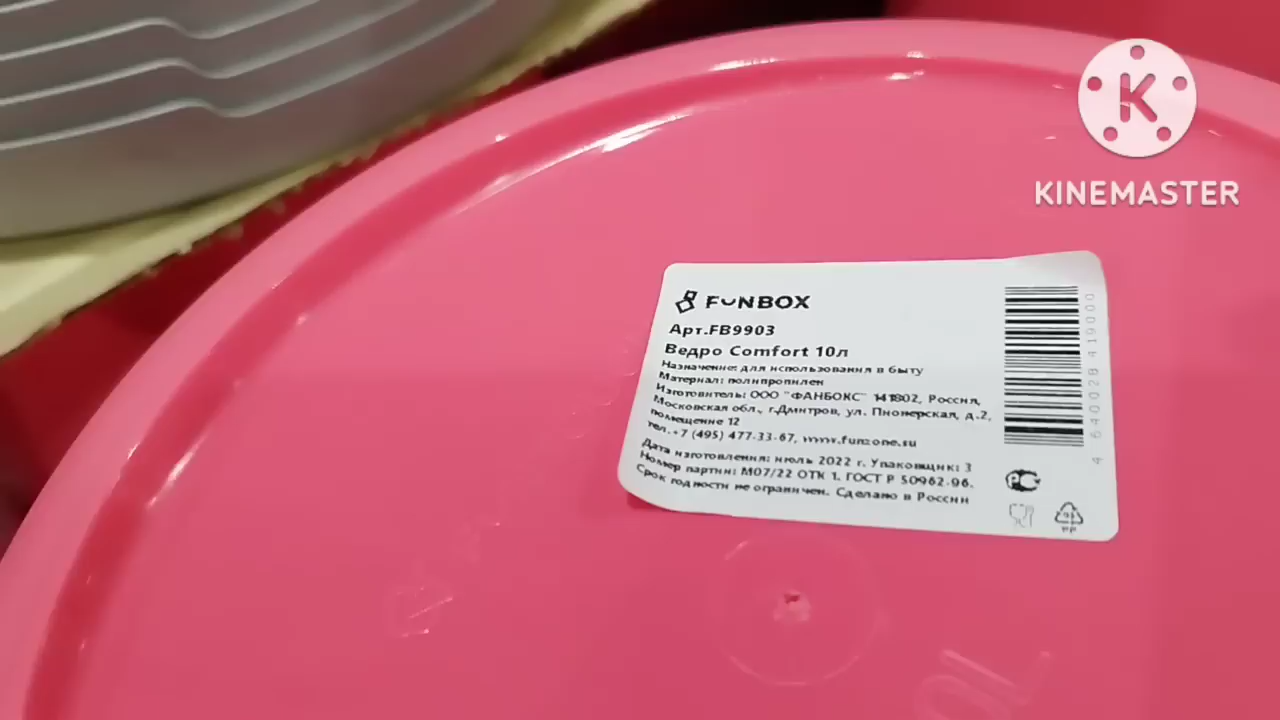 K
KINEMASTER
FUNBOX
Арт.FB9903
Ведро Comfort 10л
Назначение: для использования в быту
Материал: полипропилен
Изготовитель: ООО "ФАНБОКС" 141802, Россия,
Московская обл., г.Дмитров, ул. Пионерская, д.2,
помещение 12
тел.+7 (495) 477-33-67, www.funzone.su
Дата изготовления: июль 2022 г. Упаковщик: 3
Номер партии: М07/22 ОТК 1. ГОСТ Р 50962-96.
Срок годности не ограничен. Сделано в России
РС
PP